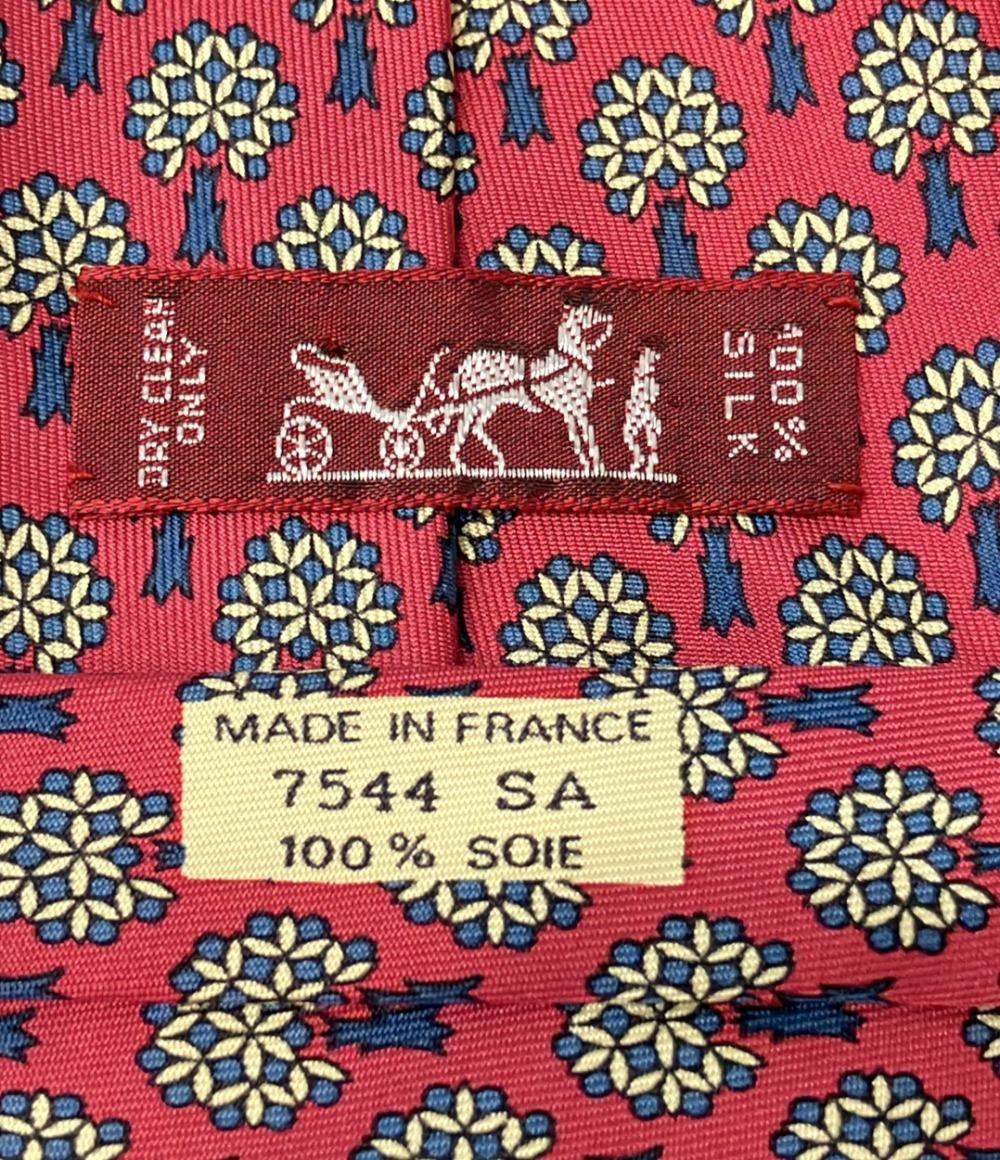 DRY CLEAN
ONLY
100%
SILK
MADE IN FRANCE
7544 SA
100% SOIE